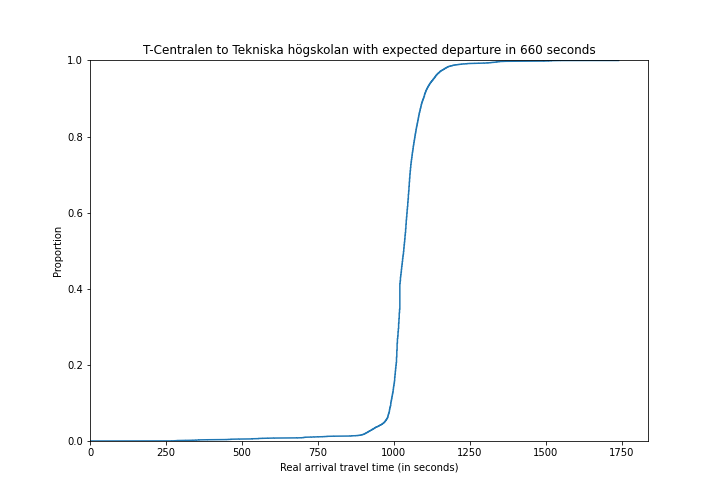 T-Centralen to Tekniska högskolan with expected departure in 660 seconds
1.0
0.8
0.6
0.4
0.2
0.0
Proportion
0 250 500 750 1000 1250 1500 1750
Real arrival travel time (in seconds)